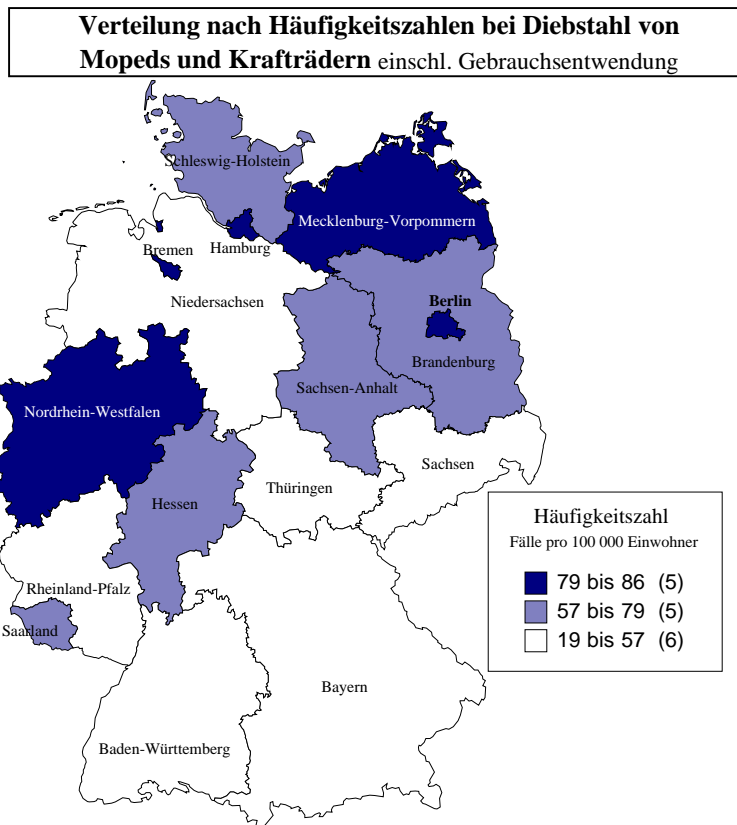 Verteilung nach Häufigkeitszahlen bei Diebstahl von
Mopeds und Krafträdern einschl. Gebrauchsentwendung
Schleswig-Holstein
Mecklenburg-Vorpommern
Hamburg
Bremen
Niedersachsen
Berlin
Brandenburg
Sachsen-Anhalt
Nordrhein-Westfalen
Sachsen
Thüringen
Hessen
Rheinland-Pfalz
Saarland
Bayern
Baden-Württemberg
Häufigkeitszahl
Fälle pro 100 000 Einwohner
79 bis 86 (5)
57 bis 79 (5)
19 bis 57 (6)